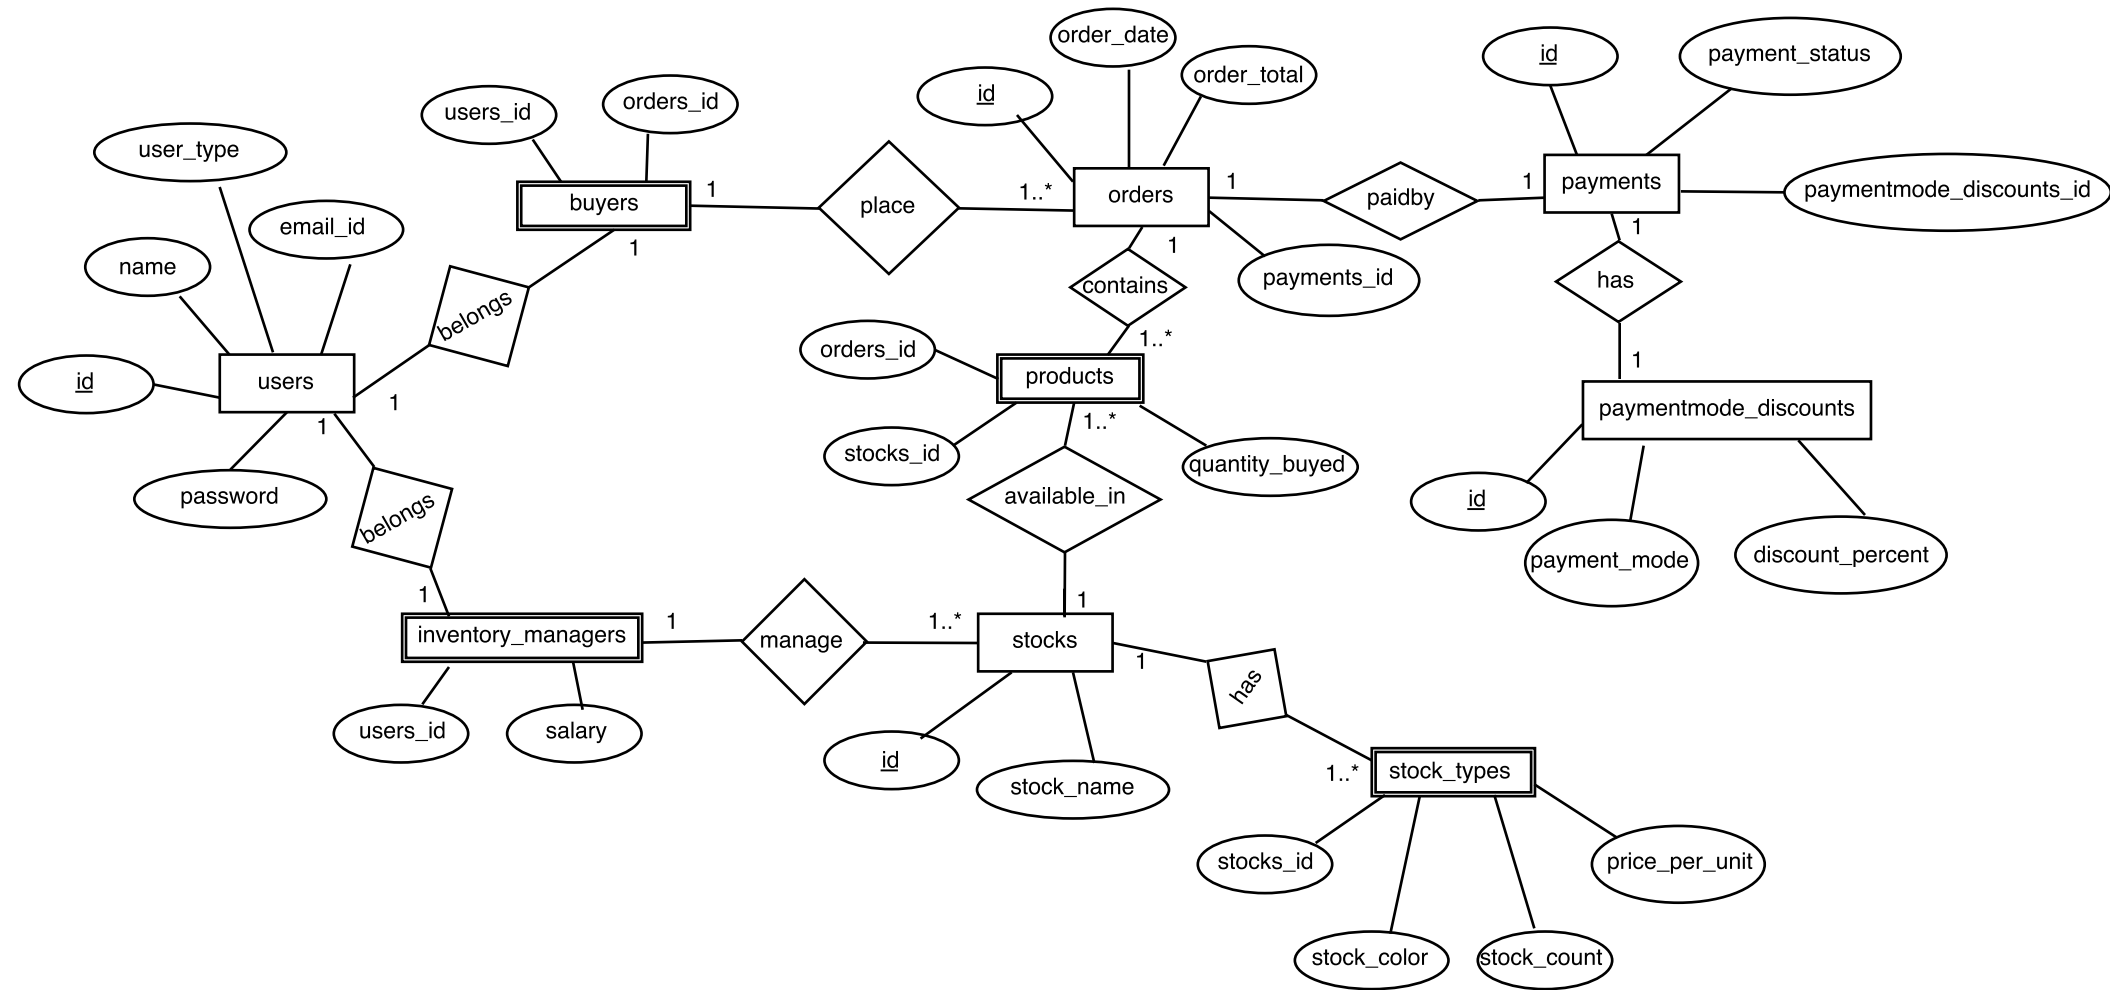 order_date
id
payment_status
id
order_total
users_id
orders_id
user_type
buyers
1
place
1..*
orders
1
paidby
1
payments
paymentmode_discounts_id
email_id
1
1
1
name
belongs
contains
payments_id
has
1..*
orders_id
1
id
users
products
paymentmode_discounts
1
1
1..*
stocks_id
quantity_buyed
password
belongs
available_in
id
payment_mode
discount_percent
1
1
inventory_managers
1
manage
1..*
stocks
1
has
users_id
salary
id
stock_name
1..*
stock_types
stocks_id
price_per_unit
stock_color
stock_count